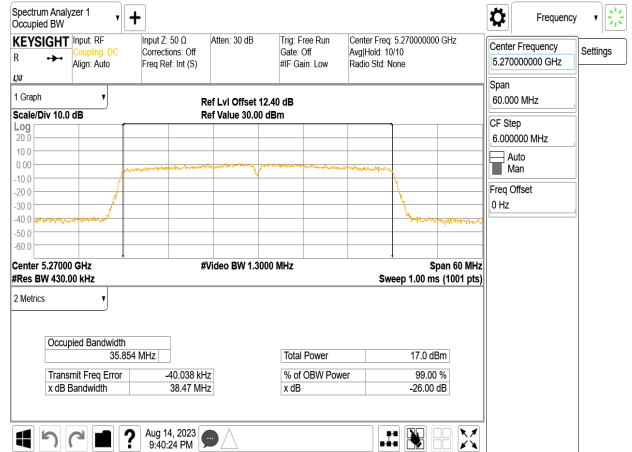 Spectrum Analyzer 1
Occupied BW
Frequency
KEYSIGHT
R
LXI
Input: RF
Coupling: DC
Align: Auto
Input Z: 50 Ω
Corrections: Off
Freq Ref: Int (S)
Atten: 30 dB
Trig: Free Run
Gate: Off
#IF Gain: Low
Center Freq: 5.270000000 GHz
Avg|Hold: 10/10
Radio Std: None
Center Frequency
5.270000000 GHz
Settings
Span
60.000 MHz
CF Step
6.000000 MHz
Auto
Man
Freq Offset
0 Hz
1 Graph
Scale/Div 10.0 dB
Ref Lvl Offset 12.40 dB
Ref Value 30.00 dBm
Log
20.0
10.0
0.00
-10.0
-20.0
-30.0
-40.0
-50.0
-60.0
Center 5.27000 GHz
#Video BW 1.3000 MHz
Span 60 MHz
#Res BW 430.00 kHz
Sweep 1.00 ms (1001 pts)
2 Metrics
Occupied Bandwidth
35.854 MHz
Total Power 17.0 dBm
Transmit Freq Error -40.038 kHz
% of OBW Power 99.00 %
x dB Bandwidth 38.47 MHz
x dB -26.00 dB
?
Aug 14, 2023
9:40:24 PM